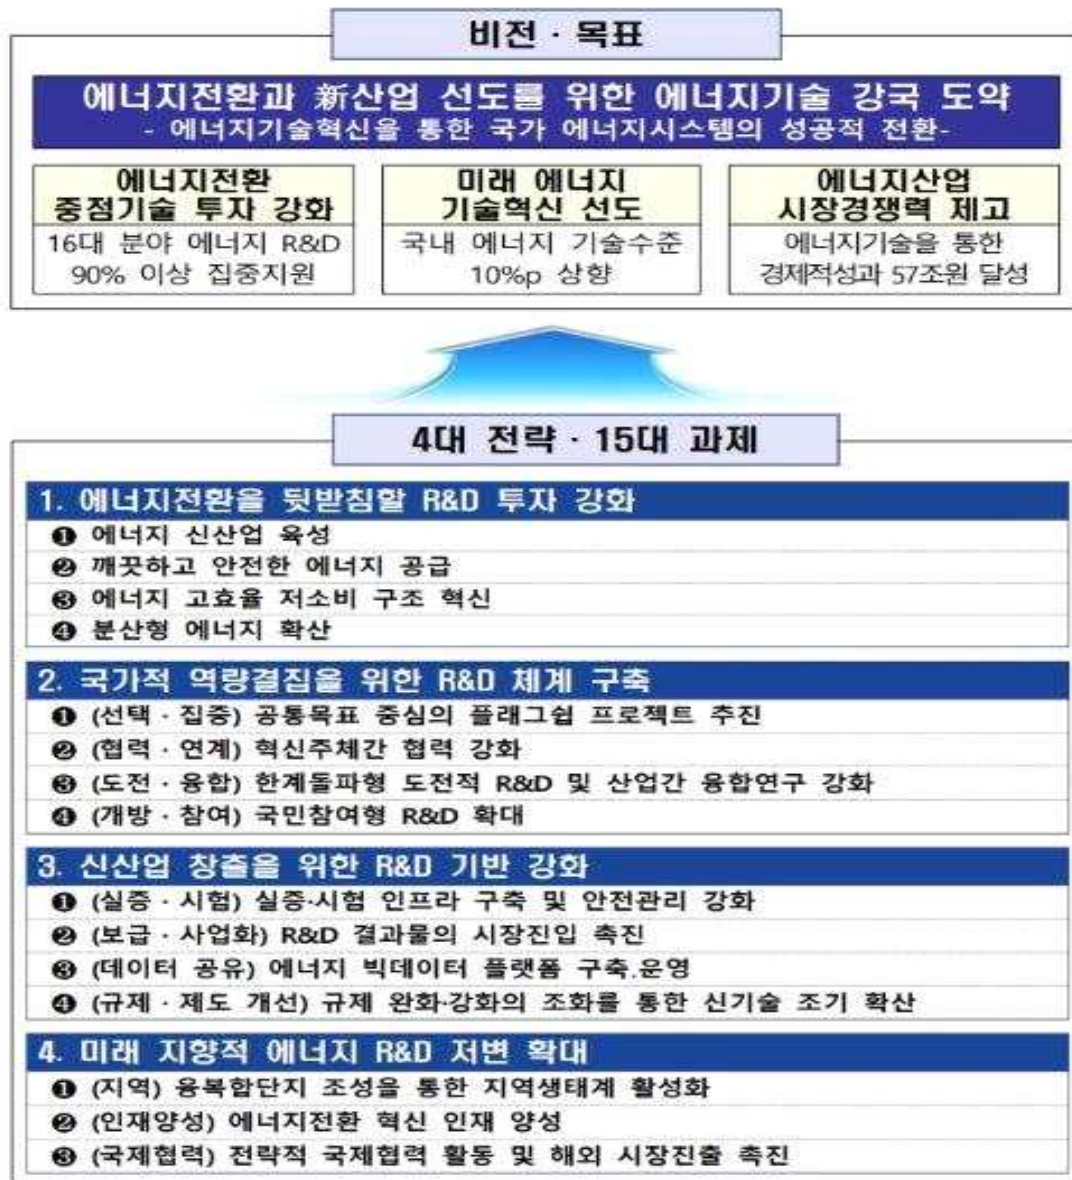 비전 · 목표
에너지전환과 新산업 선도를 위한 에너지기술 강국 도약
- 에너지기술혁신을 통한 국가 에너지시스템의 성공적 전환-
에너지전환
중점기술 투자 강화
16대 분야 에너지 R&D
90% 이상 집중지원
미래 에너지
기술혁신 선도
국내 에너지 기술수준
10%p 상향
에너지산업
시장경쟁력 제고
에너지기술을 통한
경제적성과 57조원 달성
4대 전략 · 15대 과제
1. 에너지전환을 뒷받침할 R&D 투자 강화
❶ 에너지 신산업 육성
❷ 깨끗하고 안전한 에너지 공급
❸ 에너지 고효율 저소비 구조 혁신
❹ 분산형 에너지 확산
2. 국가적 역량결집을 위한 R&D 체계 구축
❶ (선택 · 집중) 공통목표 중심의 플래그쉽 프로젝트 추진
❷ (협력 · 연계) 혁신주체간 협력 강화
❸ (도전 · 융합) 한계돌파형 도전적 R&D 및 산업간 융합연구 강화
❹ (개방 · 참여) 국민참여형 R&D 확대
3. 신산업 창출을 위한 R&D 기반 강화
❶ (실증 · 시험) 실증·시험 인프라 구축 및 안전관리 강화
❷ (보급 · 사업화) R&D 결과물의 시장진입 촉진
❸ (데이터 공유) 에너지 빅데이터 플랫폼 구축.운영
❹ (규제 · 제도 개선) 규제 완화·강화의 조화를 통한 신기술 조기 확산
4. 미래 지향적 에너지 R&D 저변 확대
❶ (지역) 융복합단지 조성을 통한 지역생태계 활성화
❷ (인재양성) 에너지전환 혁신 인재 양성
❸ (국제협력) 전략적 국제협력 활동 및 해외 시장진출 촉진